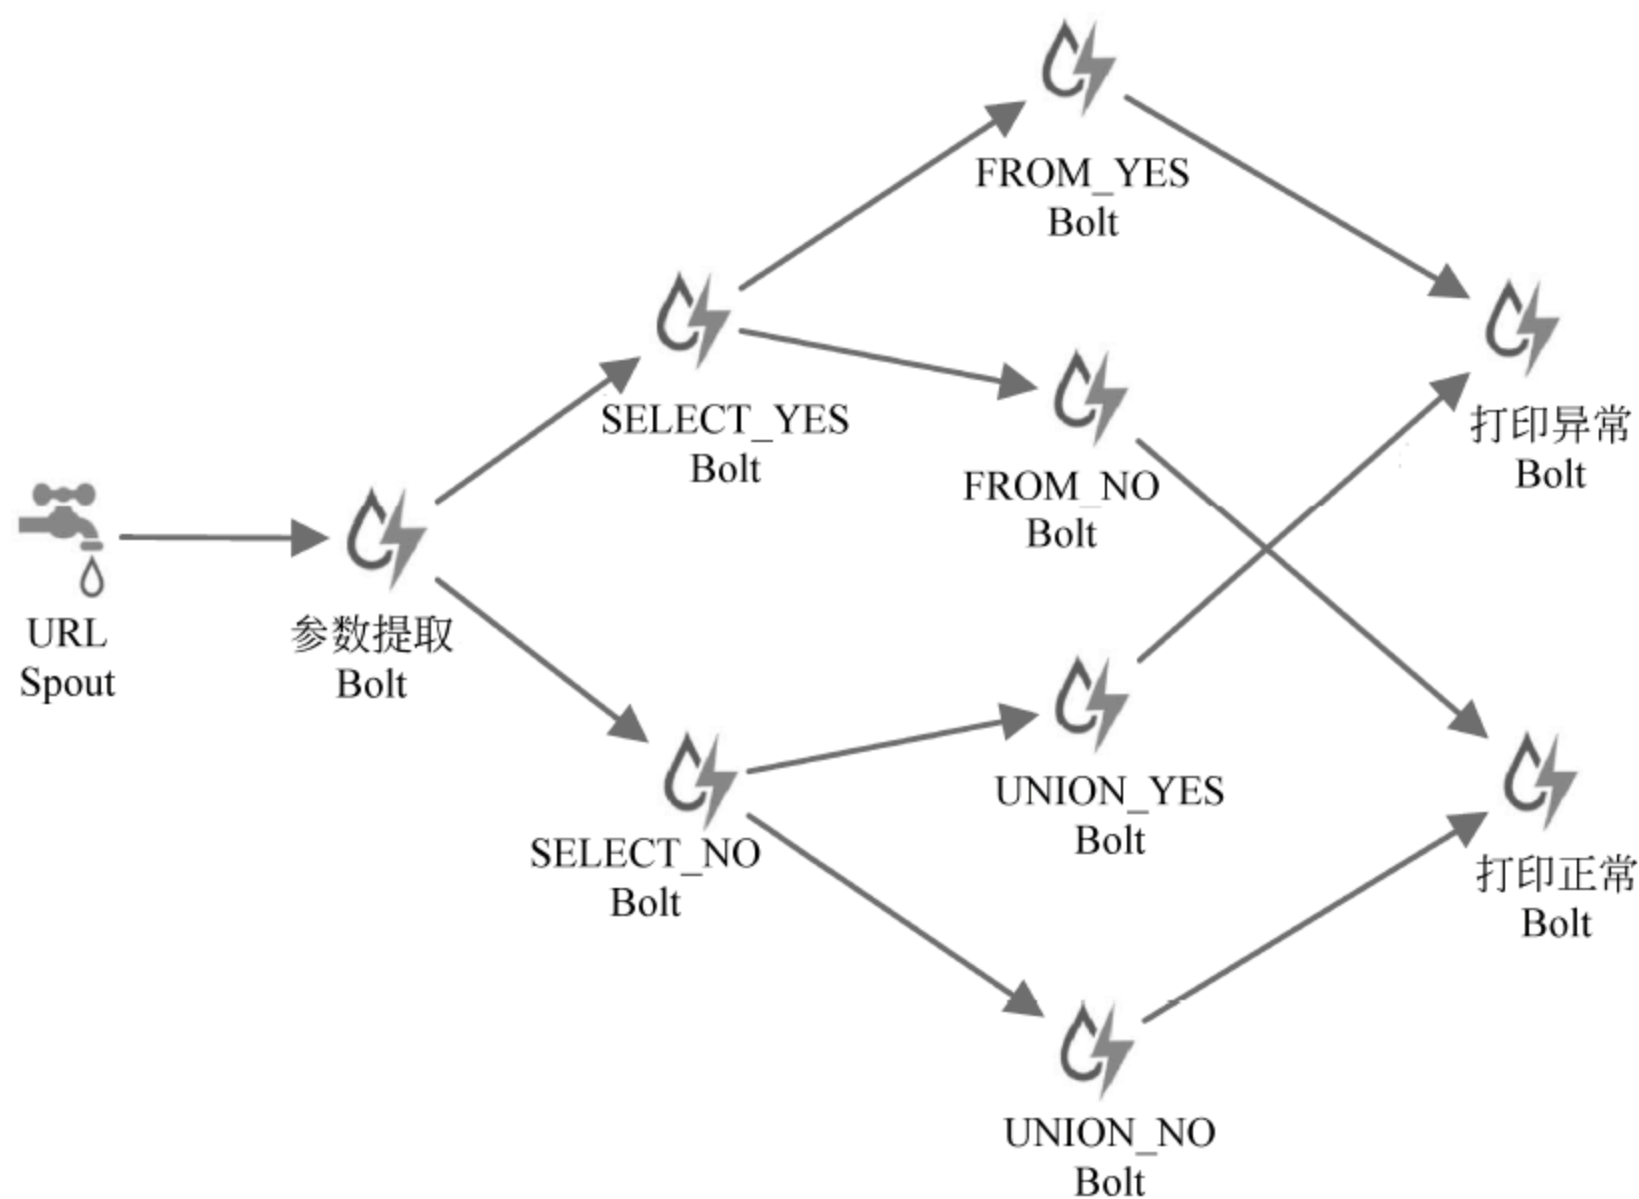 FROM_YES
Bolt
SELECT_YES
Bolt
FROM_NO
Bolt
打印异常
Bolt
URL
Spout
参数提取
Bolt
UNION_YES
Bolt
SELECT_NO
Bolt
打印正常
Bolt
UNION_NO
Bolt